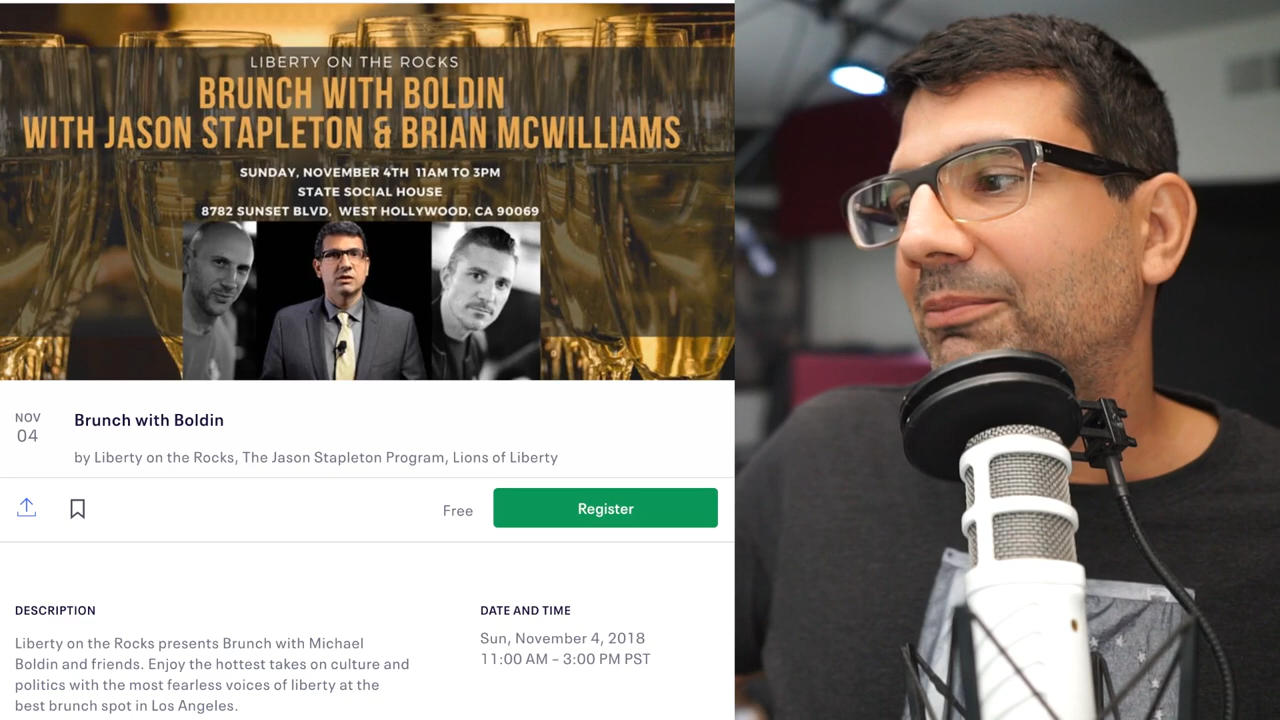 LIBERTY ON THE ROCKS
BRUNCH WITH BOLDIN
WITH JASON STAPLETON & BRIAN MCWILLIAMS
SUNDAY, NOVEMBER 4TH 11AM TO 3PM
STATE SOCIAL HOUSE
8782 SUNSET BLVD, WEST HOLLYWOOD, CA 90069
NOV
04
Brunch with Boldin
by Liberty on the Rocks, The Jason Stapleton Program, Lions of Liberty
Free
Register
DESCRIPTION
Liberty on the Rocks presents Brunch with Michael
Boldin and friends. Enjoy the hottest takes on culture and
politics with the most fearless voices of liberty at the
best brunch spot in Los Angeles.
DATE AND TIME
Sun, November 4, 2018
11:00 AM – 3:00 PM PST